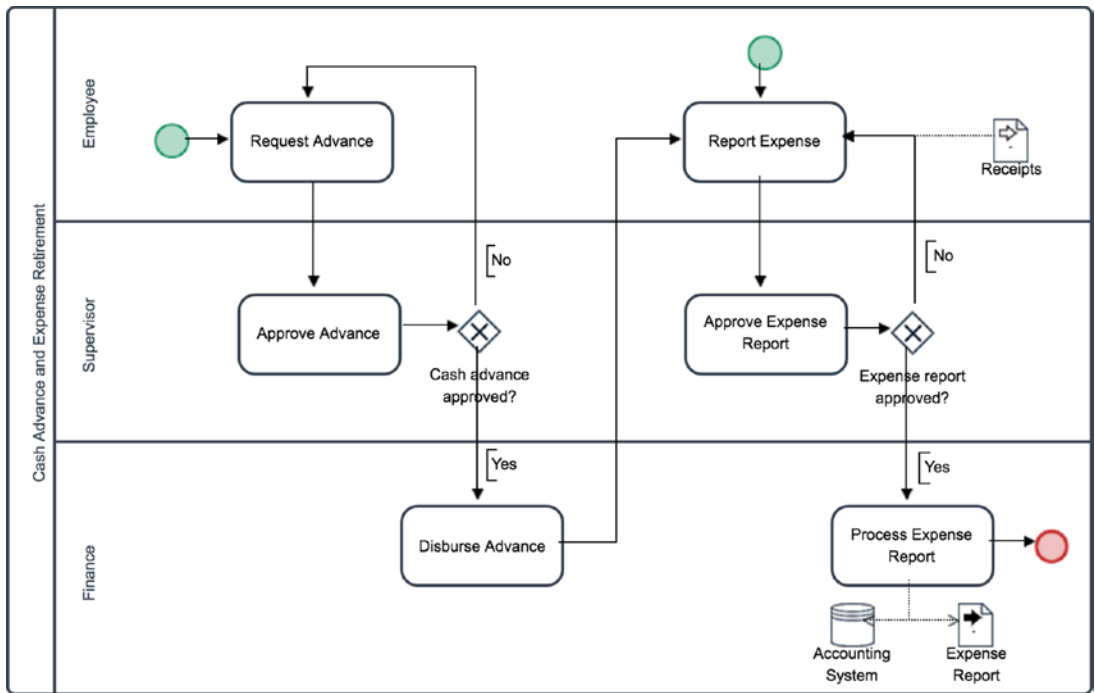 Cash Advance and Expense Retirement
Employee
Request Advance
Report Expense
Receipts
Supervisor
No
No
Approve Advance
Cash advance
approved?
Approve Expense
Report
Expense report
approved?
Finance
Yes
Yes
Disburse Advance
Process Expense
Report
Accounting
System
Expense
Report